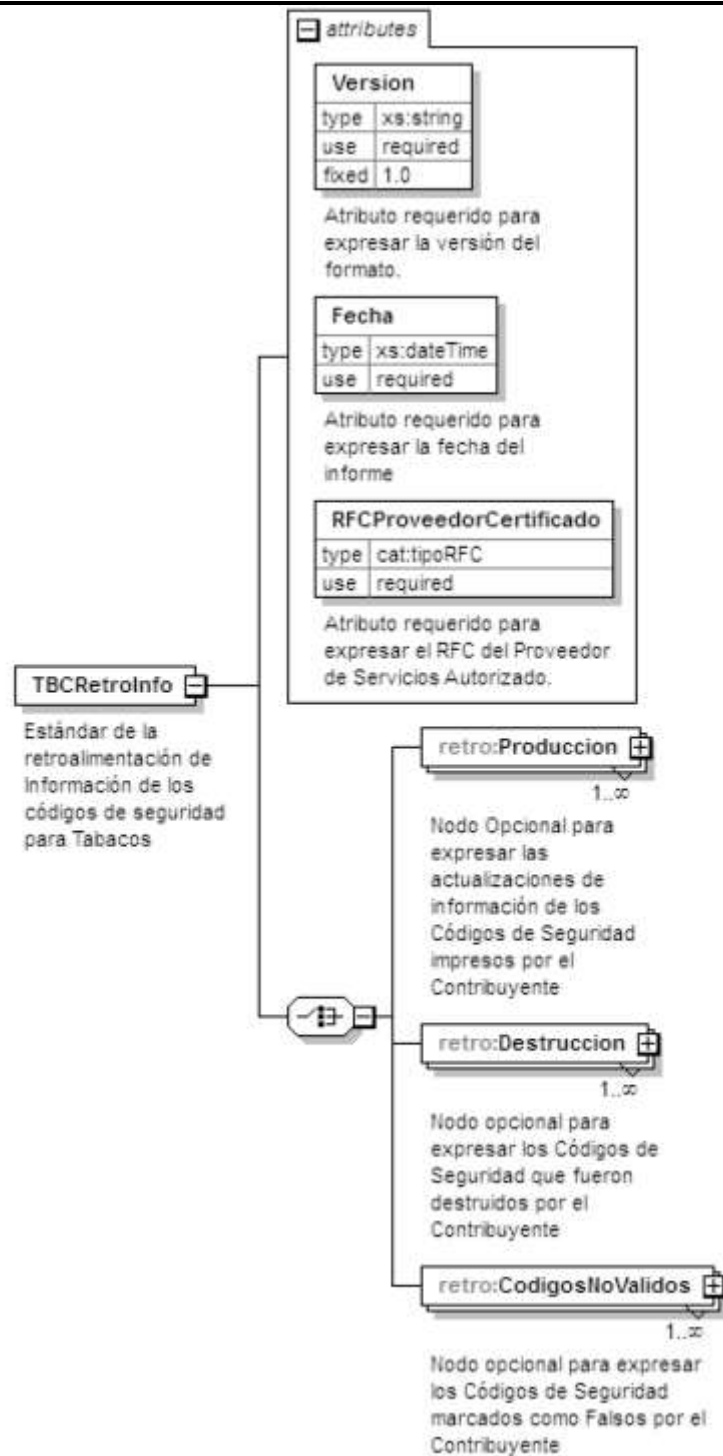 attributes
Version
type xs:string
use required
fixed 1.0
Atributo requerido para
expresar la versión del
formato.
Fecha
type xs:dateTime
use required
Atributo requerido para
expresar la fecha del
informe
RFCProveedorCertificado
type cat:tipoRFC
use required
Atributo requerido para
expresar el RFC del Proveedor
de Servicios Autorizado.
TBCRetroInfo
Estándar de la
retroalimentación de
Información de los
códigos de seguridad
para Tabacos
retro:Produccion
1..∞
Nodo Opcional para
expresar las
actualizaciones de
información de los
Códigos de Seguridad
impresos por el
Contribuyente
retro:Destruccion
1..∞
Nodo opcional para
expresar los Códigos de
Seguridad que fueron
destruidos por el
Contribuyente
retro:CodigosNoValidos
1..∞
Nodo opcional para expresar
los Códigos de Seguridad
marcados como Falsos por el
Contribuyente